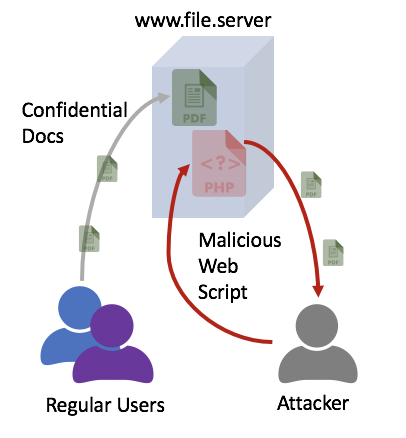 www.file.server
Confidential
Docs
PDF
<?>
PHP
PDF
PDF
PDF
PDF
Malicious
Web
Script
Regular Users
Attacker